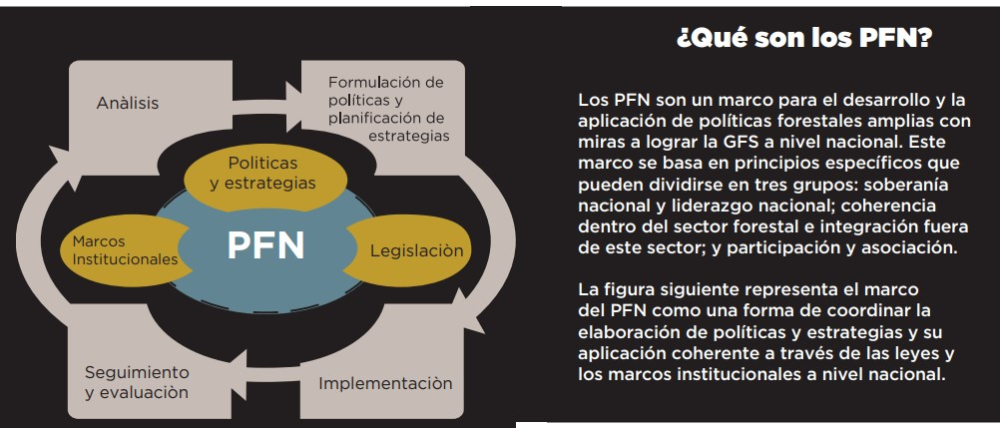 Anàlisis
Formulación de
políticas y
planificación de
estrategias
Politicas
y estrategias
Marcos
Institucionales
PFN
Legislaciòn
Seguimiento
y evaluaciòn
Implementaciòn
¿Qué son los PFN?
Los PFN son un marco para el desarrollo y la
aplicación de políticas forestales amplias con
miras a lograr la GFS a nivel nacional. Este
marco se basa en principios específicos que
pueden dividirse en tres grupos: soberanía
nacional y liderazgo nacional; coherencia
dentro del sector forestal e integración fuera
de este sector; y participación y asociación.
La figura siguiente representa el marco
del PFN como una forma de coordinar la
elaboración de políticas y estrategias y su
aplicación coherente a través de las leyes y
los marcos institucionales a nivel nacional.